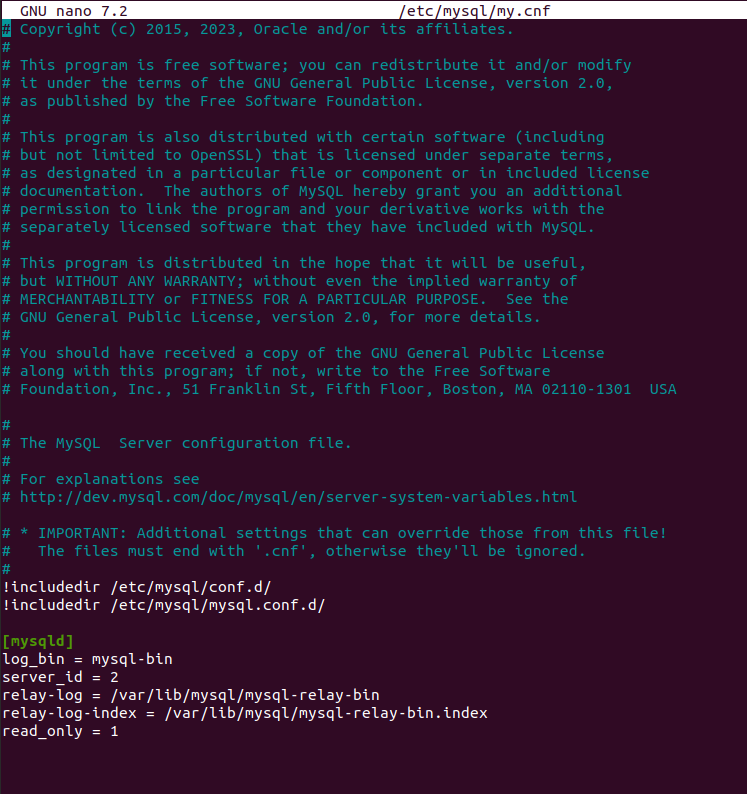 GNU nano 7.2 /etc/mysql/my.cnf
# Copyright (c) 2015, 2023, Oracle and/or its affiliates.
#
# This program is free software; you can redistribute it and/or modify
# it under the terms of the GNU General Public License, version 2.0,
# as published by the Free Software Foundation.
#
# This program is also distributed with certain software (including
# but not limited to OpenSSL) that is licensed under separate terms,
# as designated in a particular file or component or in included license
# documentation.  The authors of MySQL hereby grant you an additional
# permission to link the program and your derivative works with the
# separately licensed software that they have included with MySQL.
#
# This program is distributed in the hope that it will be useful,
# but WITHOUT ANY WARRANTY; without even the implied warranty of
# MERCHANTABILITY or FITNESS FOR A PARTICULAR PURPOSE.  See the
# GNU General Public License, version 2.0, for more details.
#
# You should have received a copy of the GNU General Public License
# along with this program; if not, write to the Free Software
# Foundation, Inc., 51 Franklin St, Fifth Floor, Boston, MA 02110-1301  USA

#
# The MySQL  Server configuration file.
#
# For explanations see
# http://dev.mysql.com/doc/mysql/en/server-system-variables.html

# * IMPORTANT: Additional settings that can override those from this file!
#   The files must end with '.cnf', otherwise they'll be ignored.
#
!includedir /etc/mysql/conf.d/
!includedir /etc/mysql/mysql.conf.d/

[mysqld]
log_bin = mysql-bin
server_id = 2
relay-log = /var/lib/mysql/mysql-relay-bin
relay-log-index = /var/lib/mysql/mysql-relay-bin.index
read_only = 1